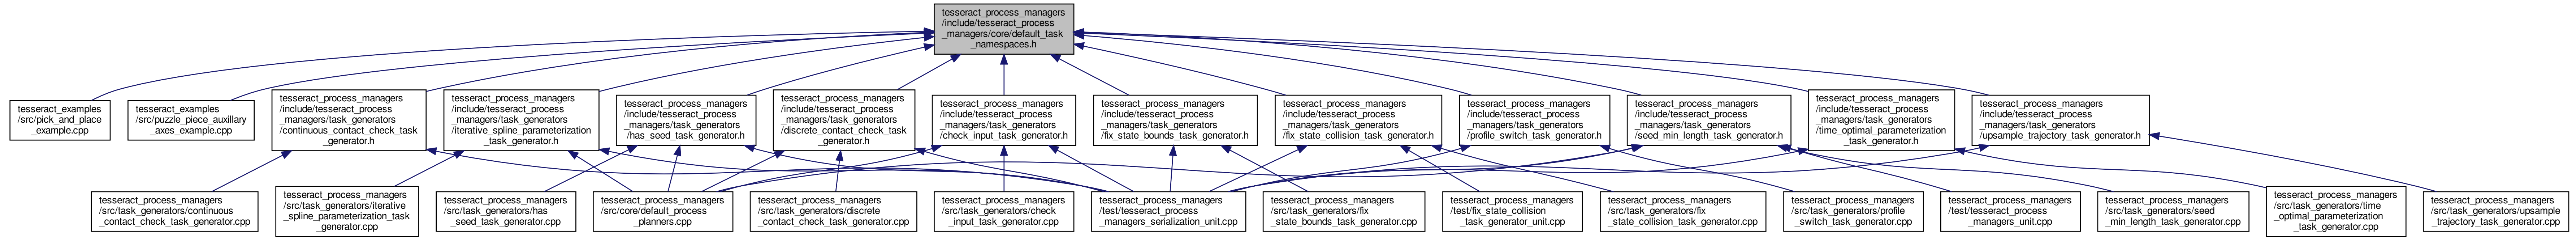 tesseract_process_managers
/include/tesseract_process
_managers/core/default_task
_namespaces.h
tesseract_examples
/src/pick_and_place
_example.cpp
tesseract_examples
/src/puzzle_piece_auxillary
_axes_example.cpp
tesseract_process_managers
/include/tesseract_process
_managers/task_generators
/continuous_contact_check_task
_generator.h
tesseract_process_managers
/include/tesseract_process
_managers/task_generators
/iterative_spline_parameterization
_task_generator.h
tesseract_process_managers
/include/tesseract_process
_managers/task_generators
/has_seed_task_generator.h
tesseract_process_managers
/include/tesseract_process
_managers/task_generators
/discrete_contact_check_task
_generator.h
tesseract_process_managers
/include/tesseract_process
_managers/task_generators
/check_input_task_generator.h
tesseract_process_managers
/include/tesseract_process
_managers/task_generators
/fix_state_bounds_task_generator.h
tesseract_process_managers
/include/tesseract_process
_managers/task_generators
/fix_state_collision_task_generator.h
tesseract_process_managers
/include/tesseract_process
_managers/task_generators
/profile_switch_task_generator.h
tesseract_process_managers
/include/tesseract_process
_managers/task_generators
/seed_min_length_task_generator.h
tesseract_process_managers
/include/tesseract_process
_managers/task_generators
/time_optimal_parameterization
_task_generator.h
tesseract_process_managers
/include/tesseract_process
_managers/task_generators
/upsample_trajectory_task_generator.h
tesseract_process_managers
/src/task_generators/continuous
_contact_check_task_generator.cpp
tesseract_process_managers
/src/task_generators/iterative
_spline_parameterization_task
_generator.cpp
tesseract_process_managers
/src/task_generators/has
_seed_task_generator.cpp
tesseract_process_managers
/src/core/default_process
_planners.cpp
tesseract_process_managers
/src/task_generators/discrete
_contact_check_task_generator.cpp
tesseract_process_managers
/src/task_generators/check
_input_task_generator.cpp
tesseract_process_managers
/test/tesseract_process
_managers_serialization_unit.cpp
tesseract_process_managers
/src/task_generators/fix
_state_bounds_task_generator.cpp
tesseract_process_managers
/test/fix_state_collision
_task_generator_unit.cpp
tesseract_process_managers
/src/task_generators/fix
_state_collision_task_generator.cpp
tesseract_process_managers
/src/task_generators/profile
_switch_task_generator.cpp
tesseract_process_managers
/test/tesseract_process
_managers_unit.cpp
tesseract_process_managers
/src/task_generators/seed
_min_length_task_generator.cpp
tesseract_process_managers
/src/task_generators/time
_optimal_parameterization
_task_generator.cpp
tesseract_process_managers
/src/task_generators/upsample
_trajectory_task_generator.cpp